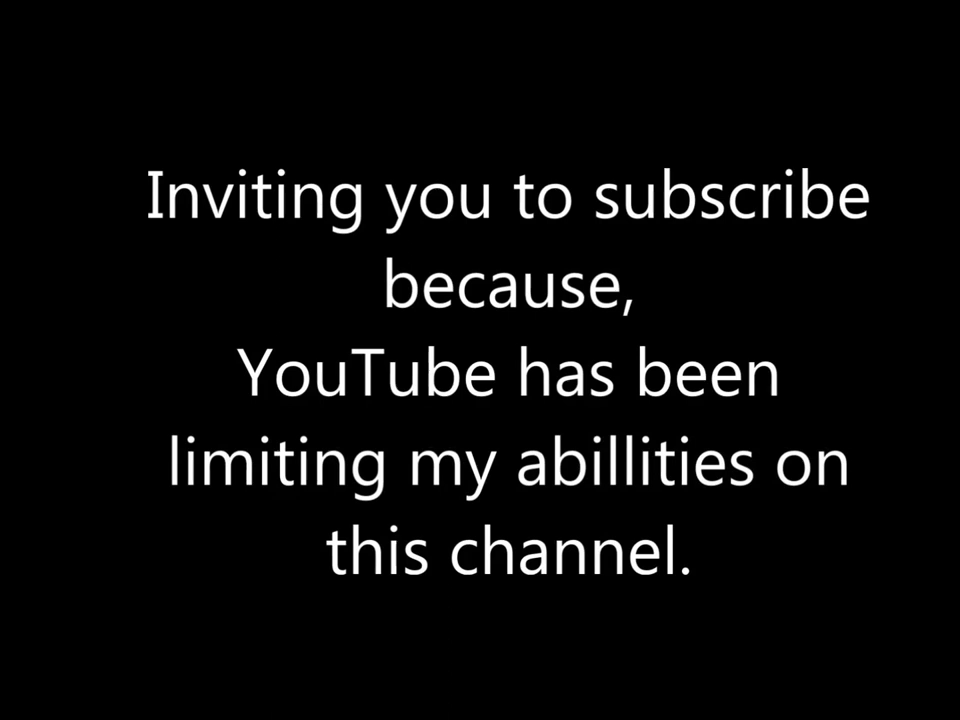 Inviting you to subscribe
because,
YouTube has been
limiting my abillities on
this channel.